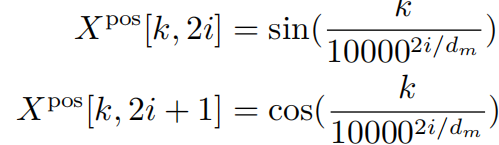 X^pos[k, 2i] = sin(k / 10000^{2i/d_m})
X^pos[k, 2i + 1] = cos(k / 10000^{2i/d_m})